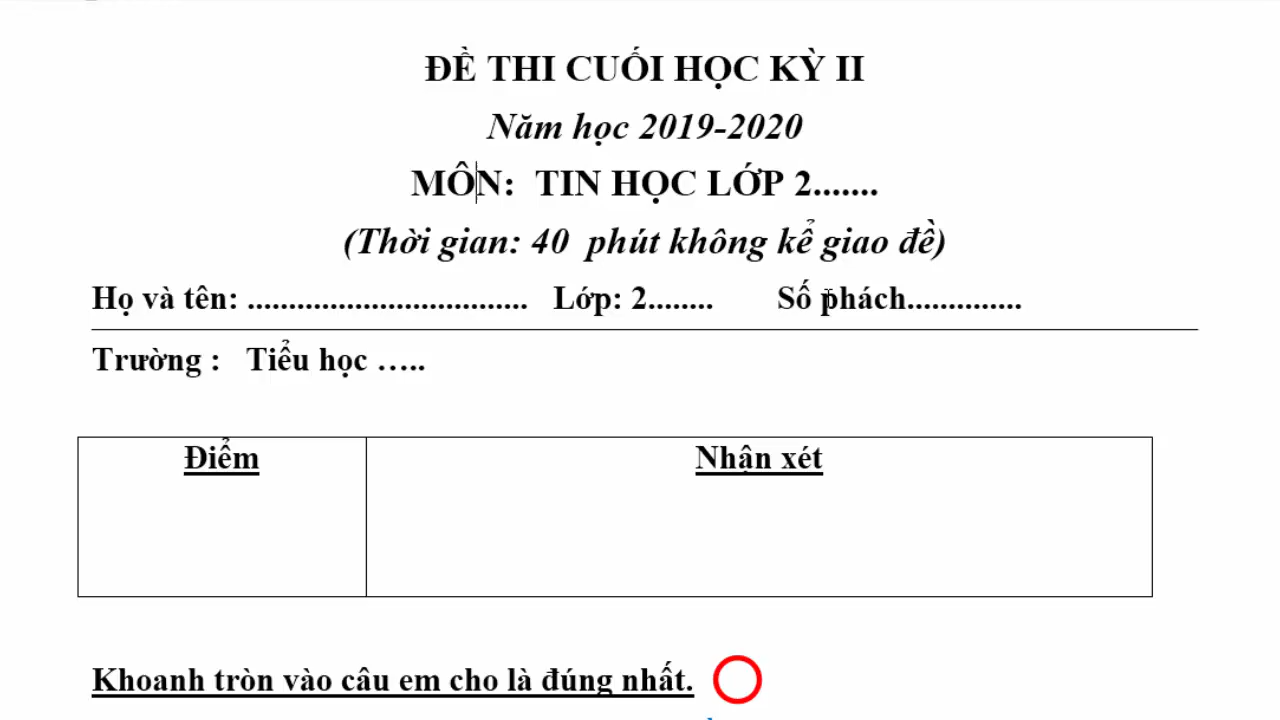 ĐỀ THI CUỐI HỌC KỲ II
Năm học 2019-2020
MÔN:  TIN HỌC LỚP 2.......
(Thời gian: 40  phút không kể giao đề)
Họ và tên: ..................................   Lớp: 2........        Số phách..............
Trường :   Tiểu học …..
Điểm
Nhận xét
Khoanh tròn vào câu em cho là đúng nhất.